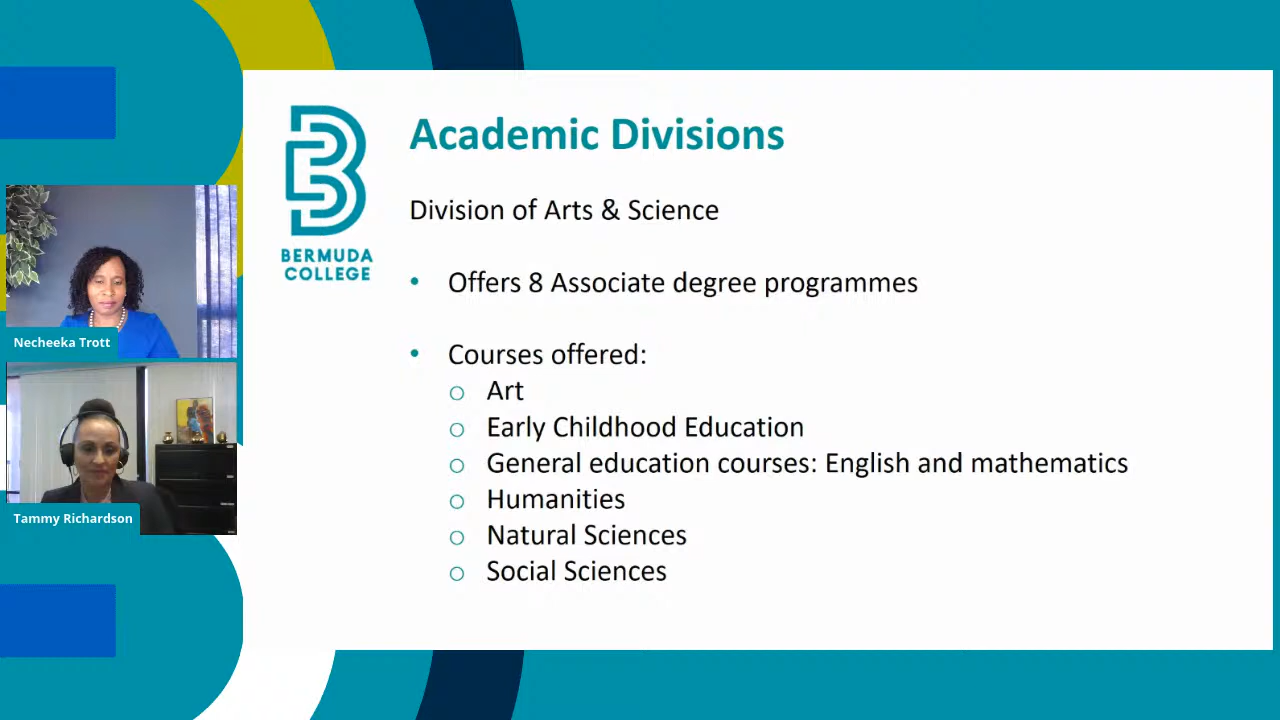 Academic Divisions
BERMUDA
COLLEGE
Division of Arts & Science
• Offers 8 Associate degree programmes
• Courses offered:
o Art
o Early Childhood Education
o General education courses: English and mathematics
o Humanities
o Natural Sciences
o Social Sciences
Necheeka Trott
Tammy Richardson